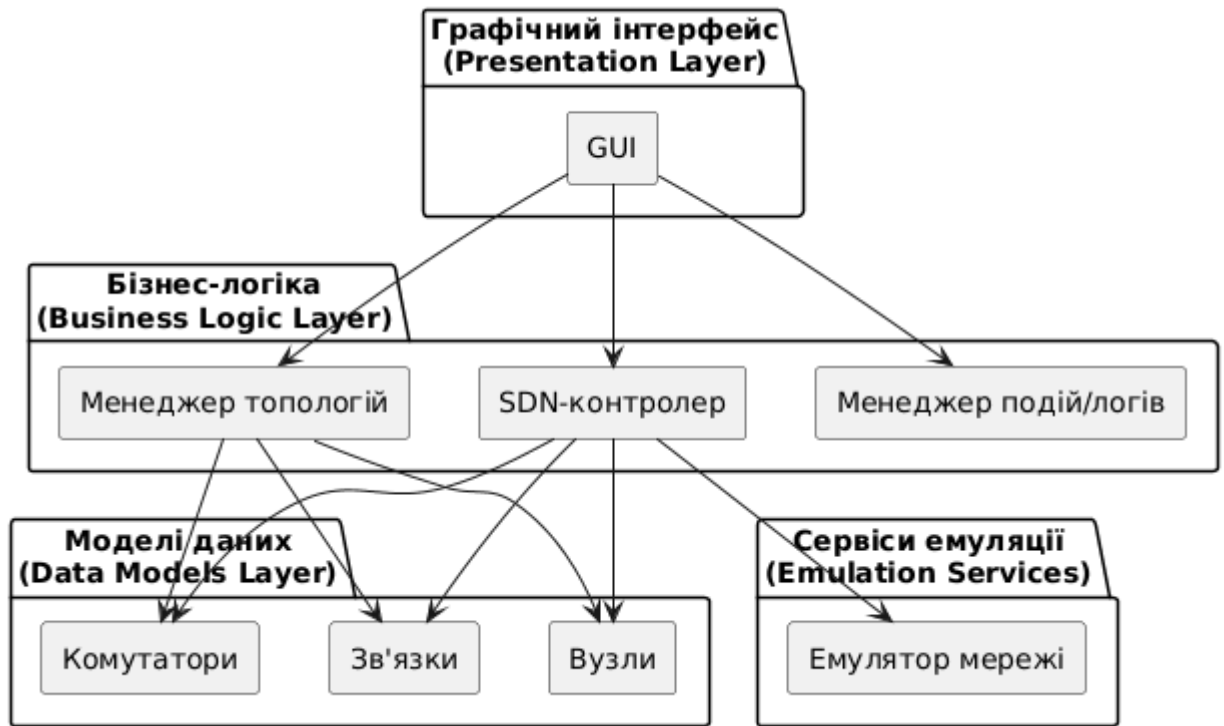 Графічний інтерфейс
(Presentation Layer)
GUI
Бізнес-логіка
(Business Logic Layer)
Менеджер топологій
SDN-контролер
Менеджер подій/логів
Моделі даних
(Data Models Layer)
Комутатори
Зв'язки
Вузли
Сервіси емуляції
(Emulation Services)
Емулятор мережі